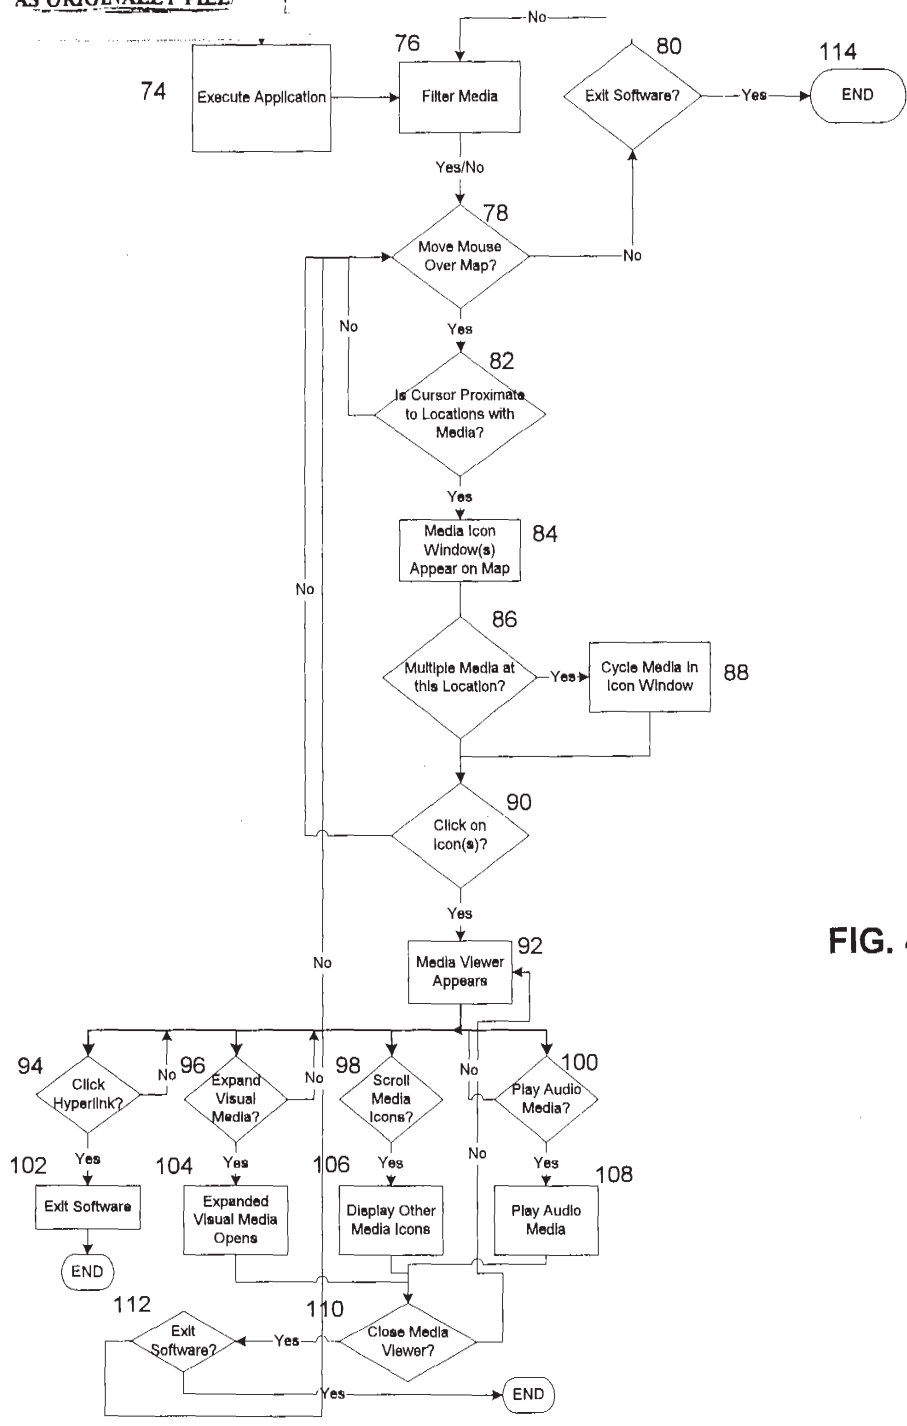 AS ORIGINALLY FILE
No
76
80
114
74
Execute Application
Filter Media
Exit Software?
Yes
END
Yes/No
78
Move Mouse
Over Map?
No
No
Yes
82
Is Cursor Proximate
to Locations with
Media?
Yes
84
Media Icon
Window(s)
Appear on Map
No
86
Multiple Media at
this Location?
Yes
Cycle Media In
Icon Window
88
90
Click on
Icon(s)?
Yes
92
FIG.
Media Viewer
Appears
No
94
96
98
100
Click
Hyperlink?
No
Expand
Visual
Media?
No
Scroll
Media
Icons?
No
Play Audio
Media?
No
102
Yes
104
Yes
106
Yes
Yes
108
Exit Software
Expanded
Visual Media
Opens
Display Other
Media Icons
Play Audio
Media
END
112
110
Exit
Software?
Yes
Close Media
Viewer?
Yes
END